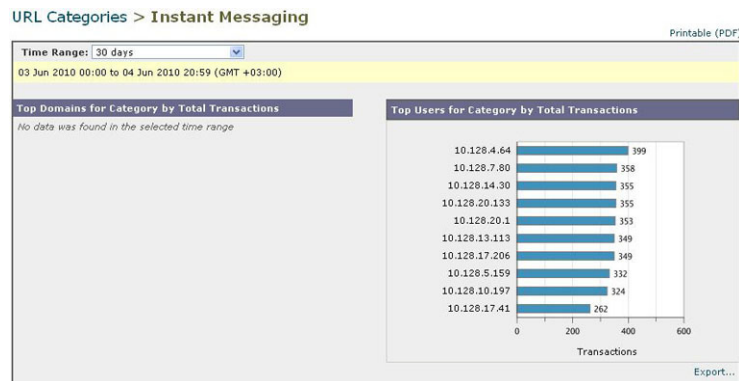 URL Categories > Instant Messaging
Printable (PDF)
Time Range: 30 days
03 Jun 2010 00:00 to 04 Jun 2010 20:59 (GMT +03:00)
Top Domains for Category by Total Transactions
No data was found in the selected time range
Top Users for Category by Total Transactions
10.128.4.64 399
10.128.7.80 358
10.128.14.30 355
10.128.20.133 355
10.128.20.1 353
10.128.13.113 349
10.128.17.206 349
10.128.5.159 332
10.128.10.197 324
10.128.17.41 262
0 200 400 600
Transactions
Export...